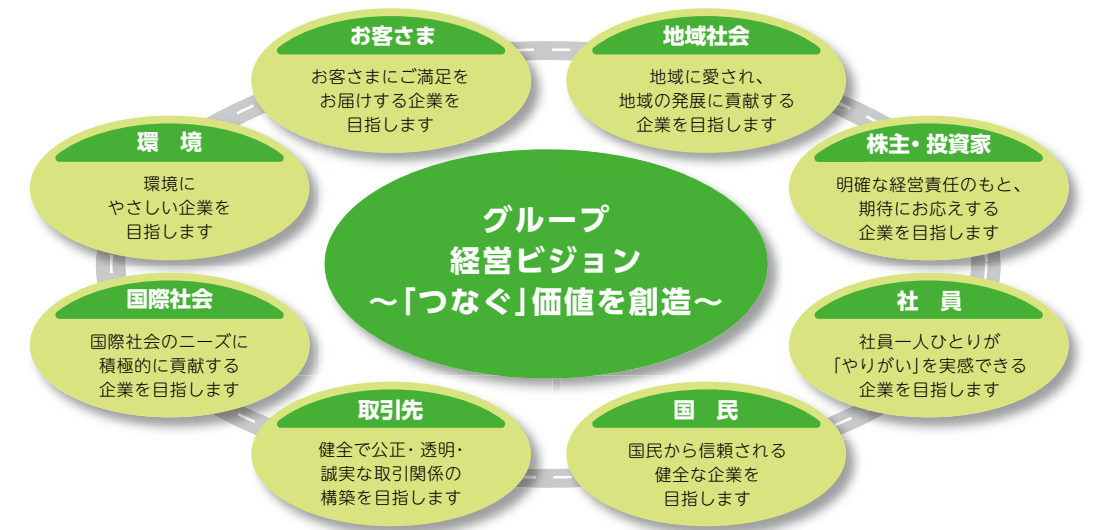 お客さま
お客さまにご満足を
お届けする企業を
目指します
地域社会
地域に愛され、
地域の発展に貢献する
企業を目指します
環　境
環境に
やさしい企業を
目指します
株主・投資家
明確な経営責任のもと、
期待にお応えする
企業を目指します
グループ
経営ビジョン
～「つなぐ」価値を創造～
国際社会
国際社会のニーズに
積極的に貢献する
企業を目指します
社　員
社員一人ひとりが
「やりがい」を実感できる
企業を目指します
取引先
健全で公正・透明・
誠実な取引関係の
構築を目指します
国　民
国民から信頼される
健全な企業を
目指します